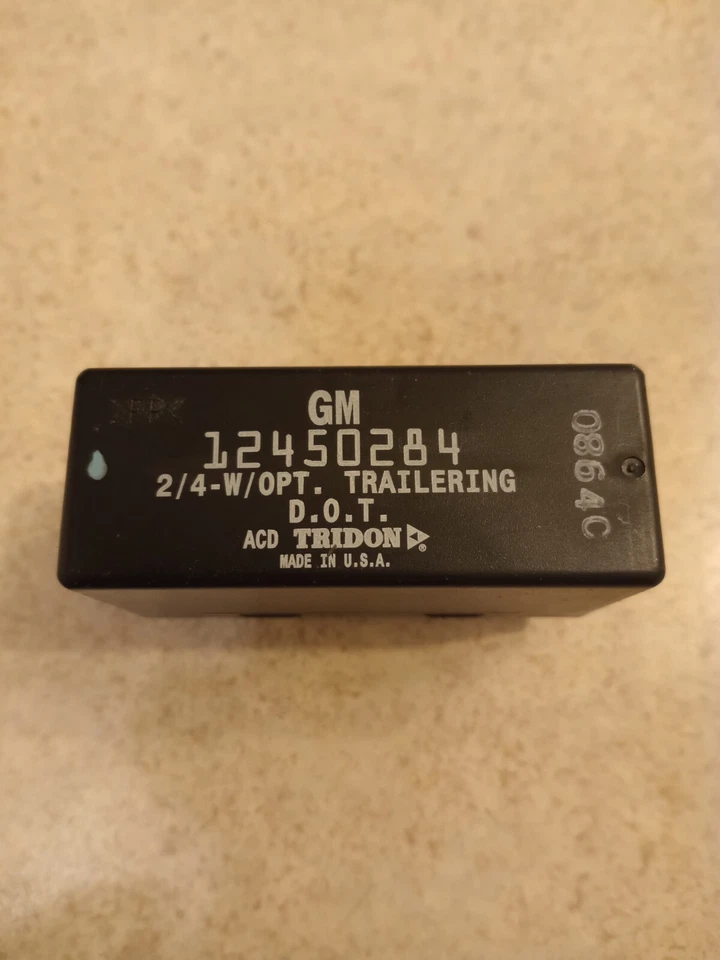 GM
12450284
2/4-W/OPT. TRAILERING
D.O.T.
ACD TRIDON ®
MADE IN U.S.A.
0864C